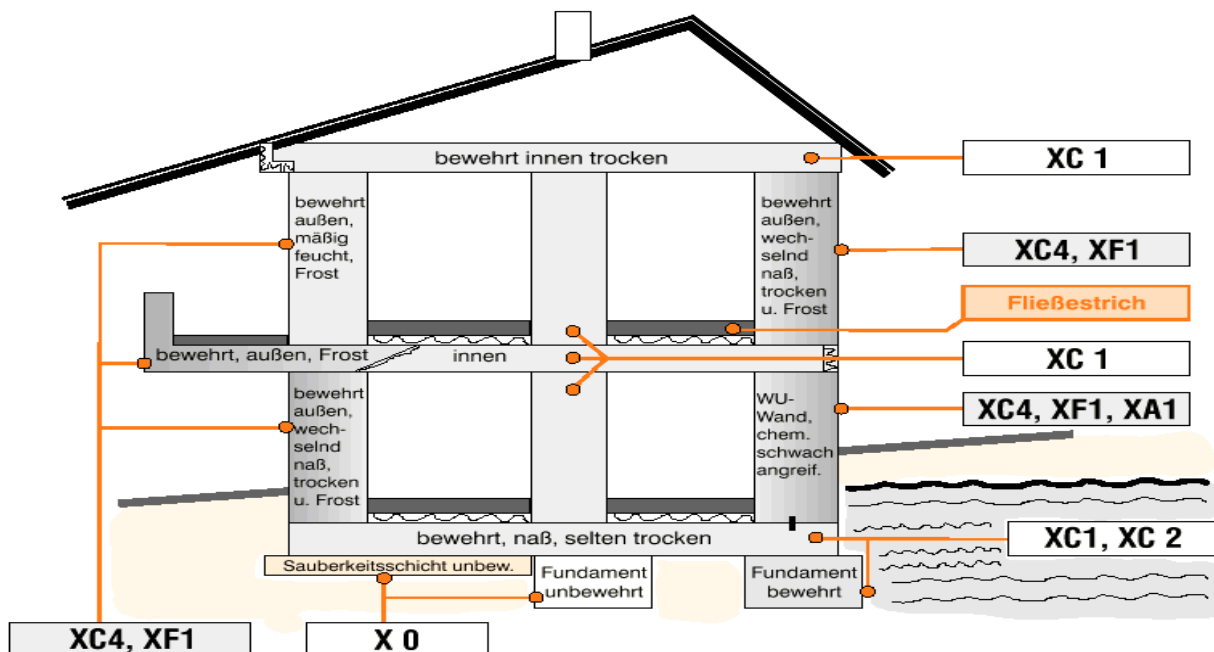 bewehrt innen trocken
XC 1
bewehrt
außen,
mäßig
feucht,
Frost
bewehrt
außen,
wech-
selnd
naß,
trocken
u. Frost
XC4, XF1
Fließestrich
bewehrt, außen, Frost
innen
XC 1
bewehrt
außen,
wech-
selnd
naß,
trocken
u. Frost
WU-
Wand,
chem.
schwach
angreif.
XC4, XF1, XA1
bewehrt, naß, selten trocken
XC1, XC 2
Sauberkeitsschicht unbew.
Fundament
unbewehrt
Fundament
bewehrt
XC4, XF1
X 0